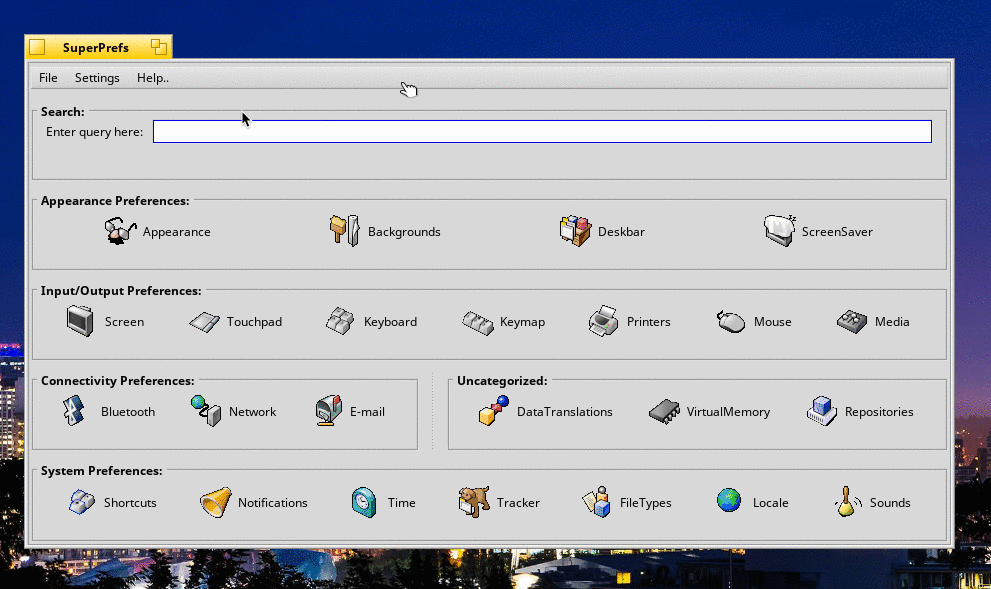 SuperPrefs
File Settings Help..
Search:
Enter query here:
Appearance Preferences:
Appearance Backgrounds Deskbar ScreenSaver
Input/Output Preferences:
Screen Touchpad Keyboard Keymap Printers Mouse Media
Connectivity Preferences: Uncategorized:
Bluetooth Network E-mail DataTranslations VirtualMemory Repositories
System Preferences:
Shortcuts Notifications Time Tracker FileTypes Locale Sounds